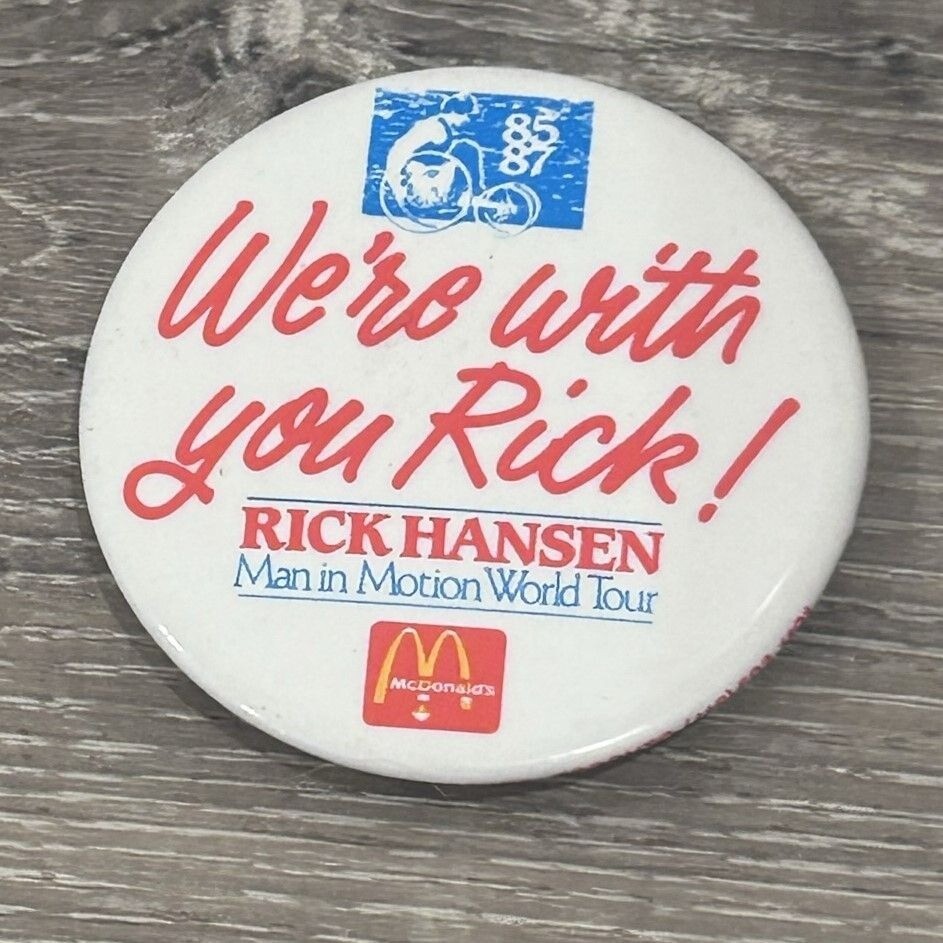 85
87
We're with
you Rick!
RICK HANSEN
Man in Motion World Tour
McDonald's